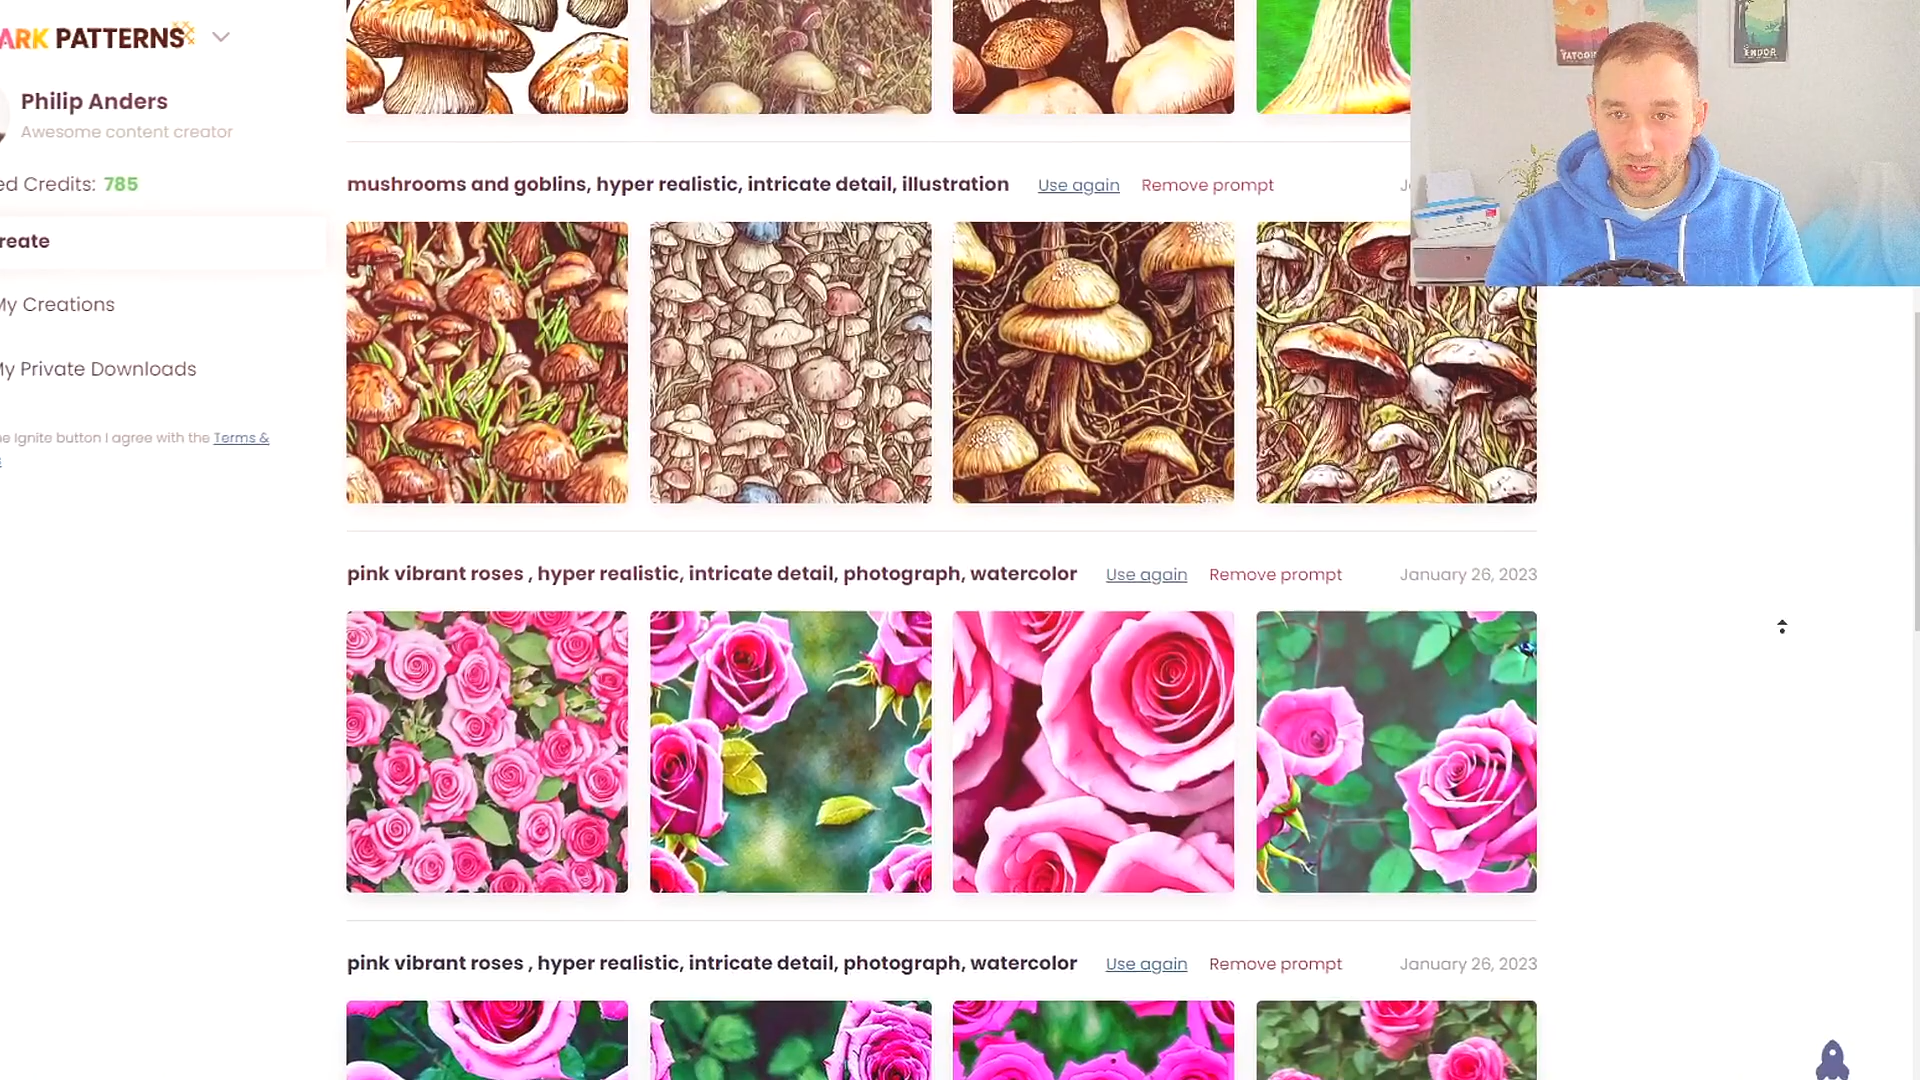 ARK PATTERNS
Philip Anders
Awesome content creator
ed Credits: 785
reate
My Creations
My Private Downloads
e Ignite button I agree with the Terms &
mushrooms and goblins, hyper realistic, intricate detail, illustration Use again Remove prompt
pink vibrant roses , hyper realistic, intricate detail, photograph, watercolor Use again Remove prompt January 26, 2023
pink vibrant roses , hyper realistic, intricate detail, photograph, watercolor Use again Remove prompt January 26, 2023
ENDOR